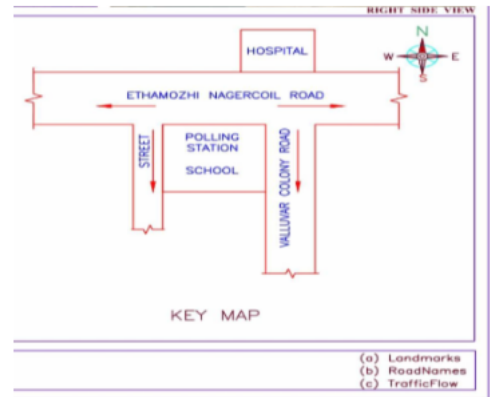 RIGHT SIDE VIEW
N
HOSPITAL
W E
S
ETHAMOZHI NAGERCOIL ROAD
STREET
POLLING
STATION
SCHOOL
VALLUVAR COLONY ROAD
KEY MAP
(a) Landmarks
(b) RoadNames
(c) TrafficFlow